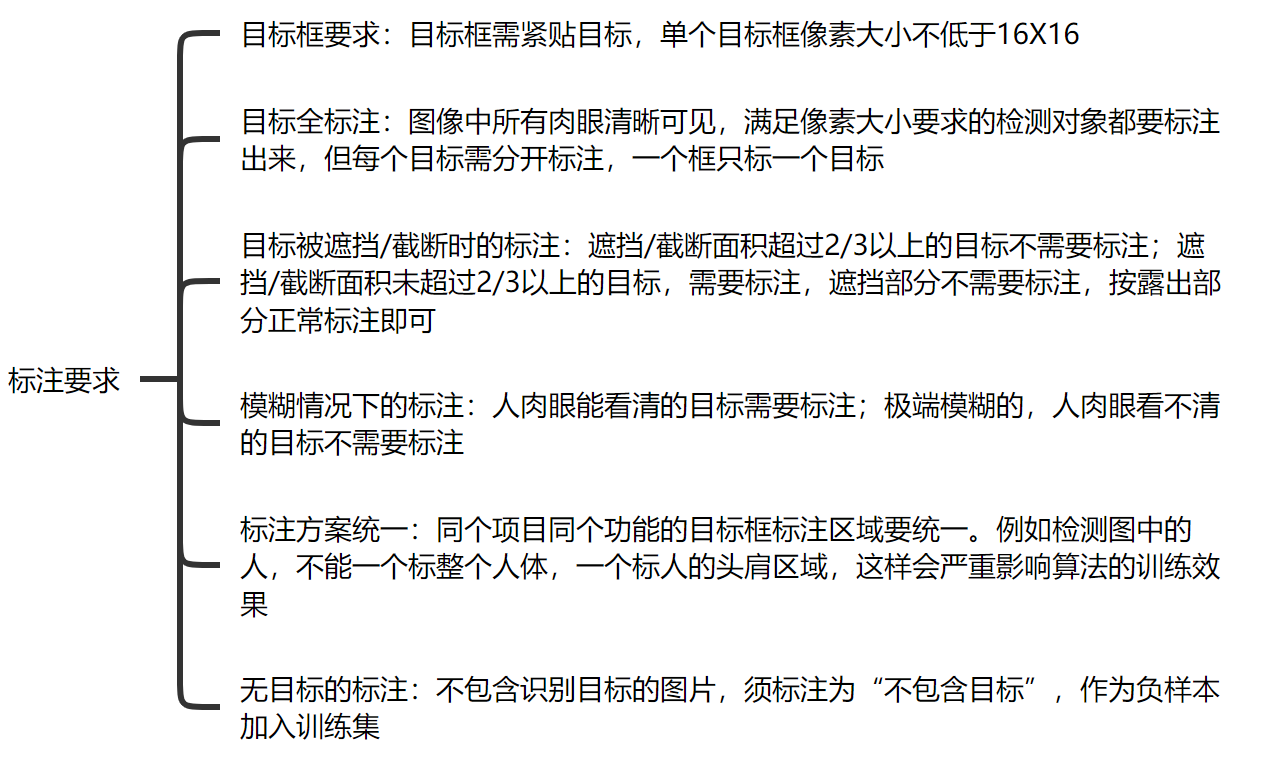 目标框要求：目标框需紧贴目标，单个目标框像素大小不低于16X16
目标全标注：图像中所有肉眼清晰可见，满足像素大小要求的检测对象都要标注
出来，但每个目标需分开标注，一个框只标一个目标
目标被遮挡/截断时的标注：遮挡/截断面积超过2/3以上的目标不需要标注；遮
挡/截断面积未超过2/3以上的目标，需要标注，遮挡部分不需要标注，按露出部
分正常标注即可
标注要求
模糊情况下的标注：人肉眼能看清的目标需要标注；极端模糊的，人肉眼看不清
的目标不需要标注
标注方案统一：同个项目同个功能的目标框标注区域要统一。例如检测图中的
人，不能一个标整个人体，一个标人的头肩区域，这样会严重影响算法的训练效
果
无目标的标注：不包含识别目标的图片，须标注为“不包含目标”，作为负样本
加入训练集